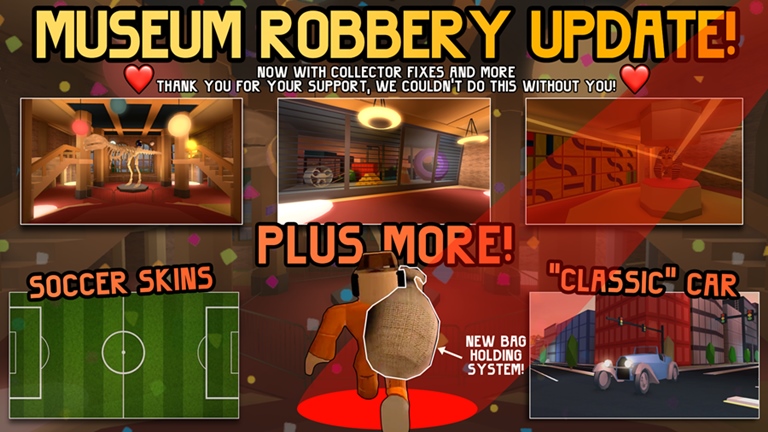 MUSEUM ROBBERY UPDATE!
NOW WITH COLLECTOR FIXES AND MORE
THANK YOU FOR YOUR SUPPORT, WE COULDN'T DO THIS WITHOUT YOU!
PLUS MORE!
SOCCER SKINS
"CLASSIC" CAR
NEW BAG
HOLDING
SYSTEM!